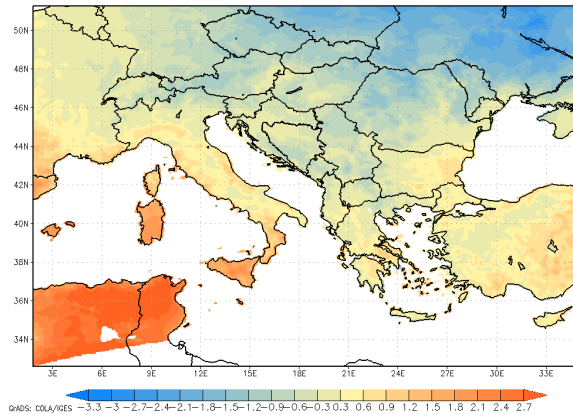 50N
48N
46N
44N
42N
40N
38N
36N
34N
3E 6E 9E 12E 15E 18E 21E 24E 27E 30E 33E
GrADS: COLA/IGES
−3.3 −3 −2.7 −2.4 −2.1 −1.8 −1.5 −1.2 −0.9 −0.6 −0.3 0.3 0.6 0.9 1.2 1.5 1.8 2.1 2.4 2.7